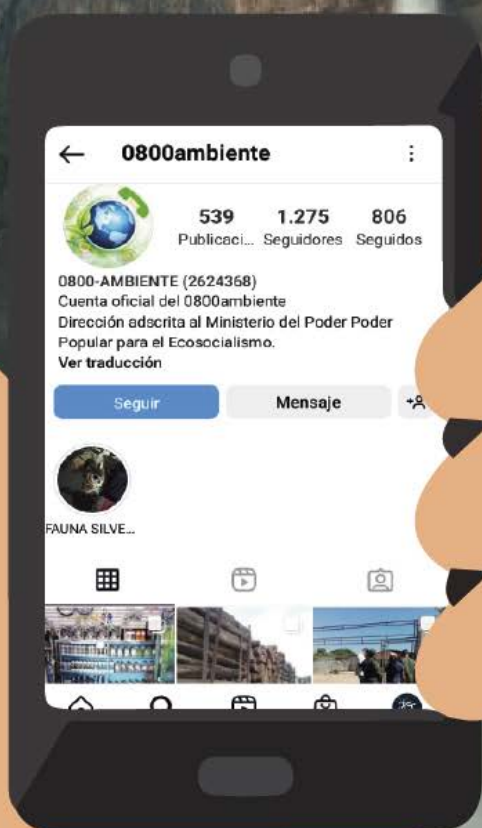 0800ambiente
539 1.275 806
Publicaci... Seguidores Seguidos
0800-AMBIENTE (2624368)
Cuenta oficial del 0800ambiente
Dirección adscrita al Ministerio del Poder Poder
Popular para el Ecosocialismo.
Ver traducción
Seguir Mensaje
FAUNA SILVE...